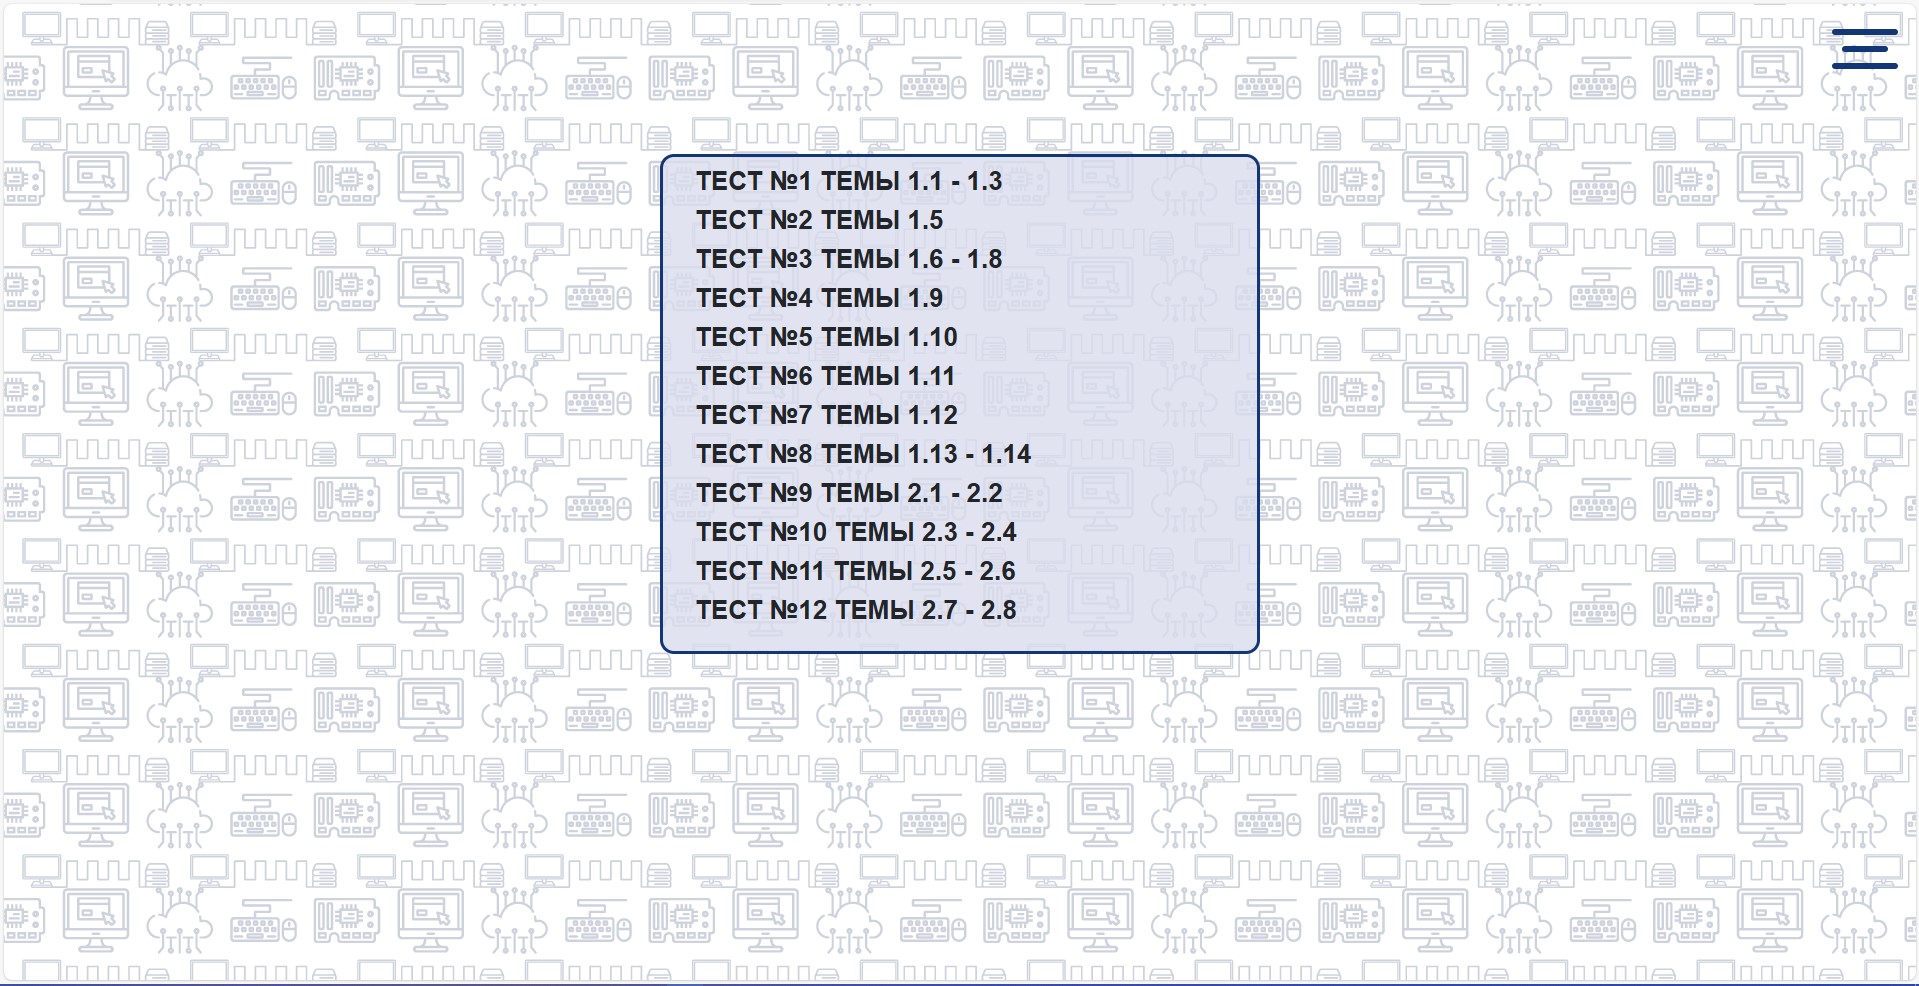 ТЕСТ №1 ТЕМЫ 1.1 - 1.3
ТЕСТ №2 ТЕМЫ 1.5
ТЕСТ №3 ТЕМЫ 1.6 - 1.8
ТЕСТ №4 ТЕМЫ 1.9
ТЕСТ №5 ТЕМЫ 1.10
ТЕСТ №6 ТЕМЫ 1.11
ТЕСТ №7 ТЕМЫ 1.12
ТЕСТ №8 ТЕМЫ 1.13 - 1.14
ТЕСТ №9 ТЕМЫ 2.1 - 2.2
ТЕСТ №10 ТЕМЫ 2.3 - 2.4
ТЕСТ №11 ТЕМЫ 2.5 - 2.6
ТЕСТ №12 ТЕМЫ 2.7 - 2.8